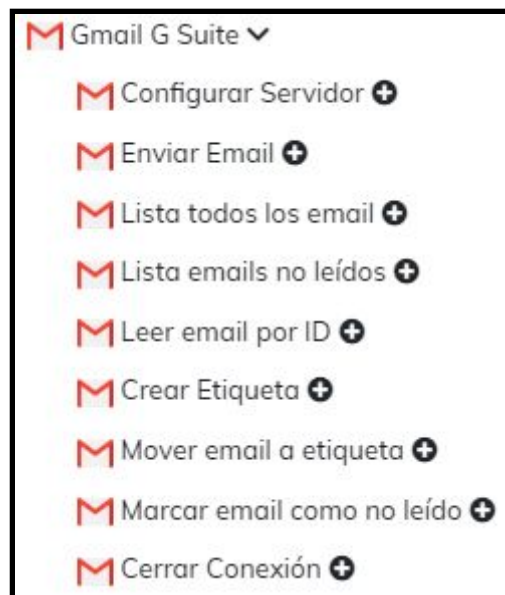 Gmail G Suite
Configurar Servidor
Enviar Email
Lista todos los email
Lista emails no leídos
Leer email por ID
Crear Etiqueta
Mover email a etiqueta
Marcar email como no leído
Cerrar Conexión